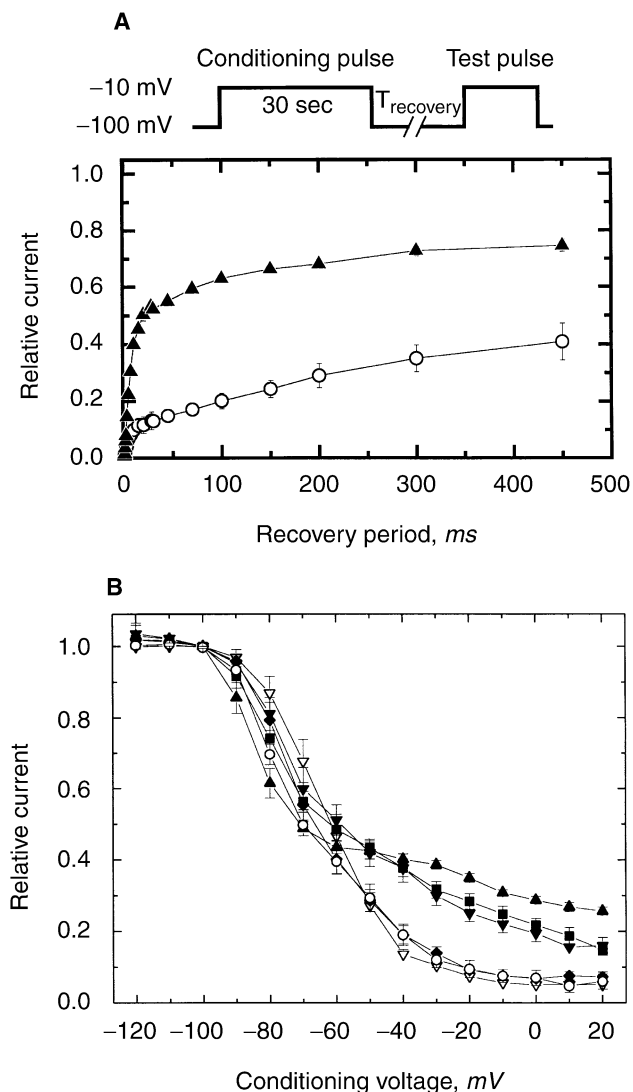 A
Conditioning pulse Test pulse
−10 mV
30 sec Trecovery
−100 mV
1.0
0.8
0.6
0.4
0.2
0.0
Relative current
0 100 200 300 400 500
Recovery period, ms
B
1.0
0.8
0.6
0.4
0.2
0.0
Relative current
−120 −100 −80 −60 −40 −20 0 20
Conditioning voltage, mV